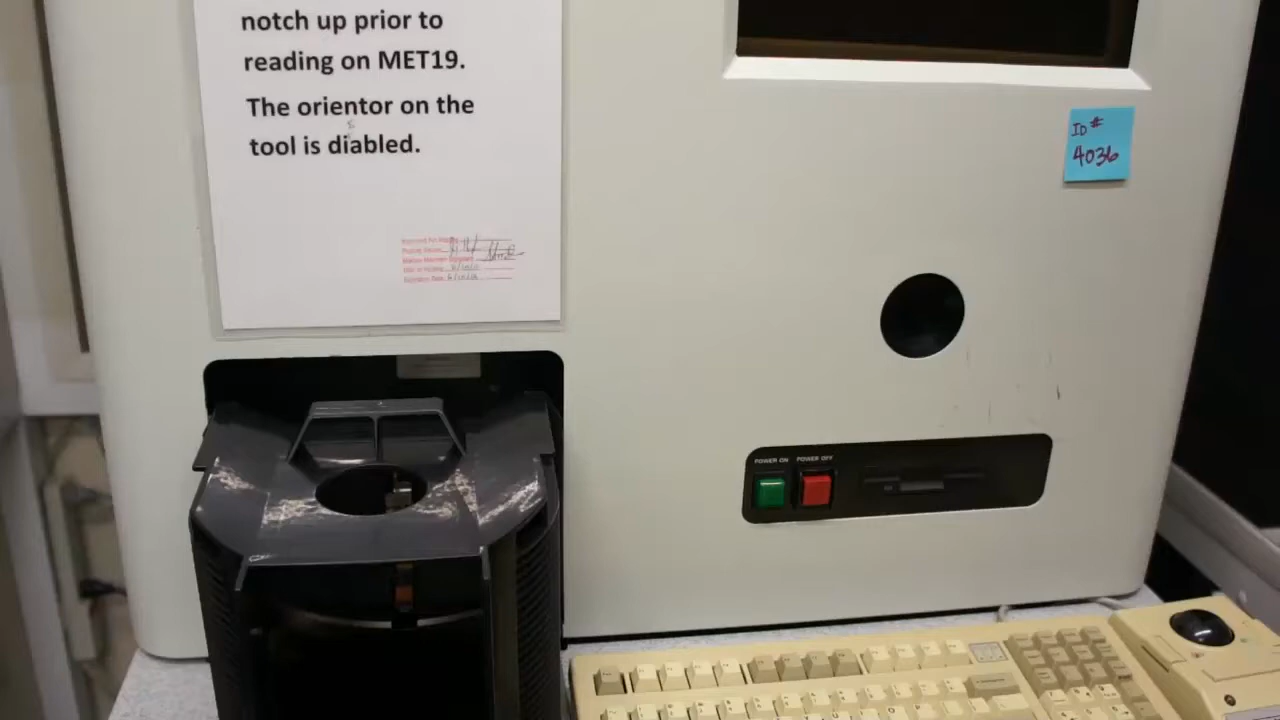 notch up prior to
reading on MET19.
The orientor on the
tool is diabled.
s
ID #
4036
POWER ON POWER OFF